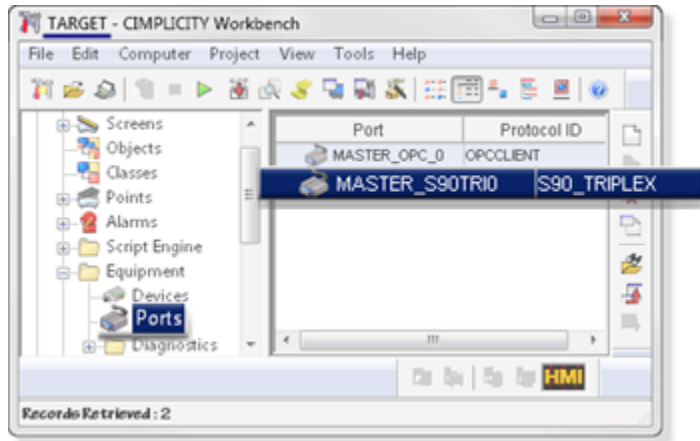 TARGET - CIMPLICITY Workbench
File Edit Computer Project View Tools Help
Screens
Objects
Classes
Points
Alarms
Script Engine
Equipment
Devices
Ports
Diagnostics
Port Protocol ID
MASTER_OPC_0 OPCCLIENT
MASTER_S90TRI0 S90_TRIPLEX
HMI
Records Retrieved : 2